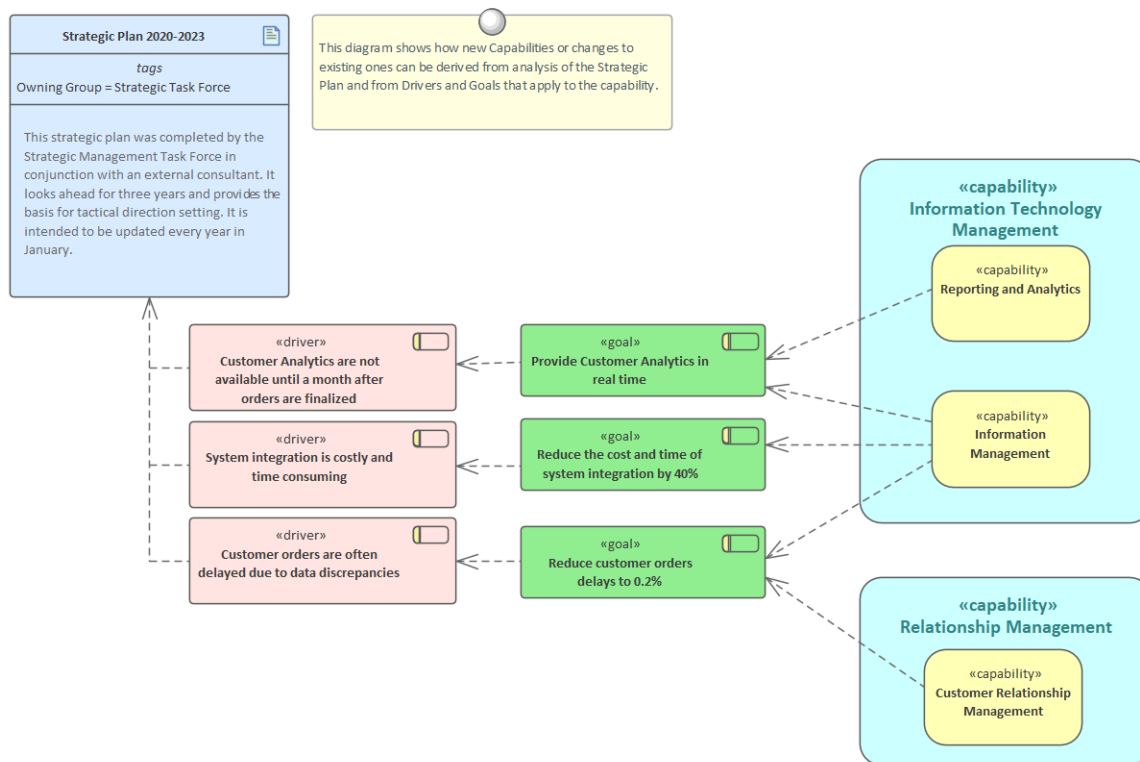 Strategic Plan 2020-2023
tags
Owning Group = Strategic Task Force
This strategic plan was completed by the
Strategic Management Task Force in
conjunction with an external consultant. It
looks ahead for three years and provides the
basis for tactical direction setting. It is
intended to be updated every year in
January.
This diagram shows how new Capabilities or changes to
existing ones can be derived from analysis of the Strategic
Plan and from Drivers and Goals that apply to the capability.
«driver»
Customer Analytics are not
available until a month after
orders are finalized
«driver»
System integration is costly and
time consuming
«driver»
Customer orders are often
delayed due to data discrepancies
«goal»
Provide Customer Analytics in
real time
«goal»
Reduce the cost and time of
system integration by 40%
«goal»
Reduce customer orders
delays to 0.2%
«capability»
Information Technology
Management
«capability»
Reporting and Analytics
«capability»
Information
Management
«capability»
Relationship Management
«capability»
Customer Relationship
Management